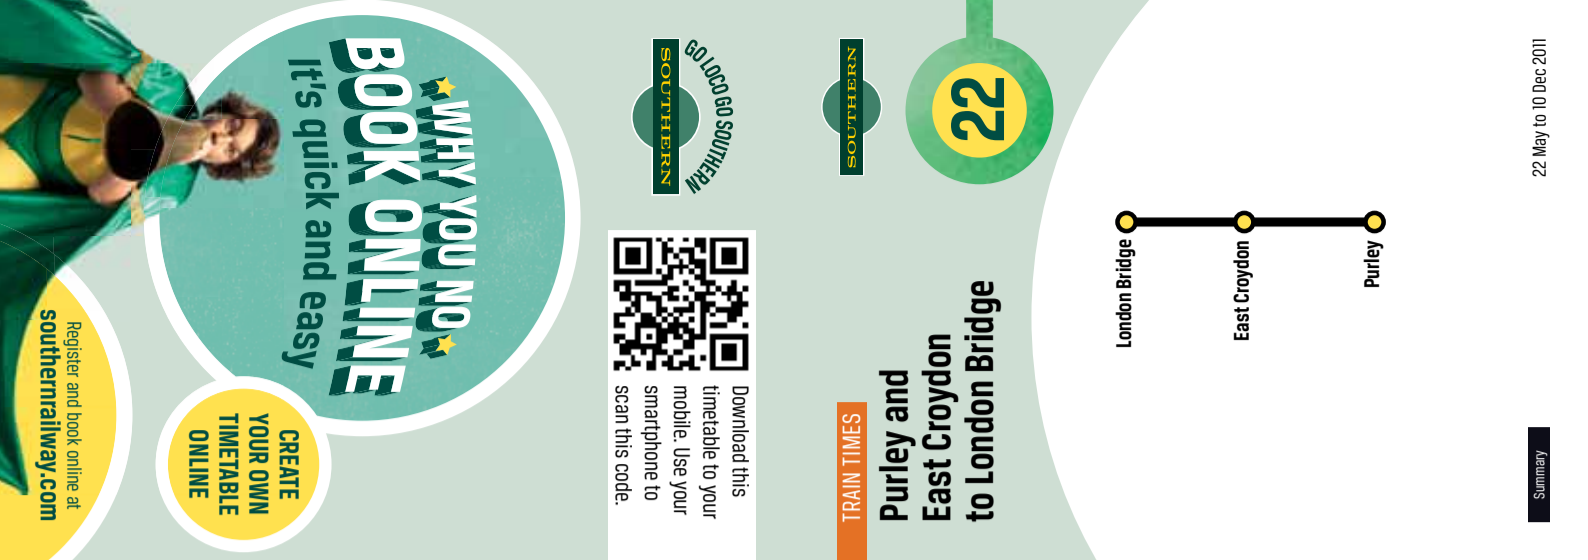 WHY YOU NO
BOOK ONLINE
It's quick and easy
CREATE
YOUR OWN
TIMETABLE
ONLINE
Register and book online at
southernrailway.com
SOUTHERN
GO LOCO GO SOUTHERN
Download this
timetable to your
mobile. Use your
smartphone to
scan this code.
SOUTHERN
22
TRAIN TIMES
Purley and
East Croydon
to London Bridge
London Bridge
East Croydon
Purley
22 May to 10 Dec 2011
Summary